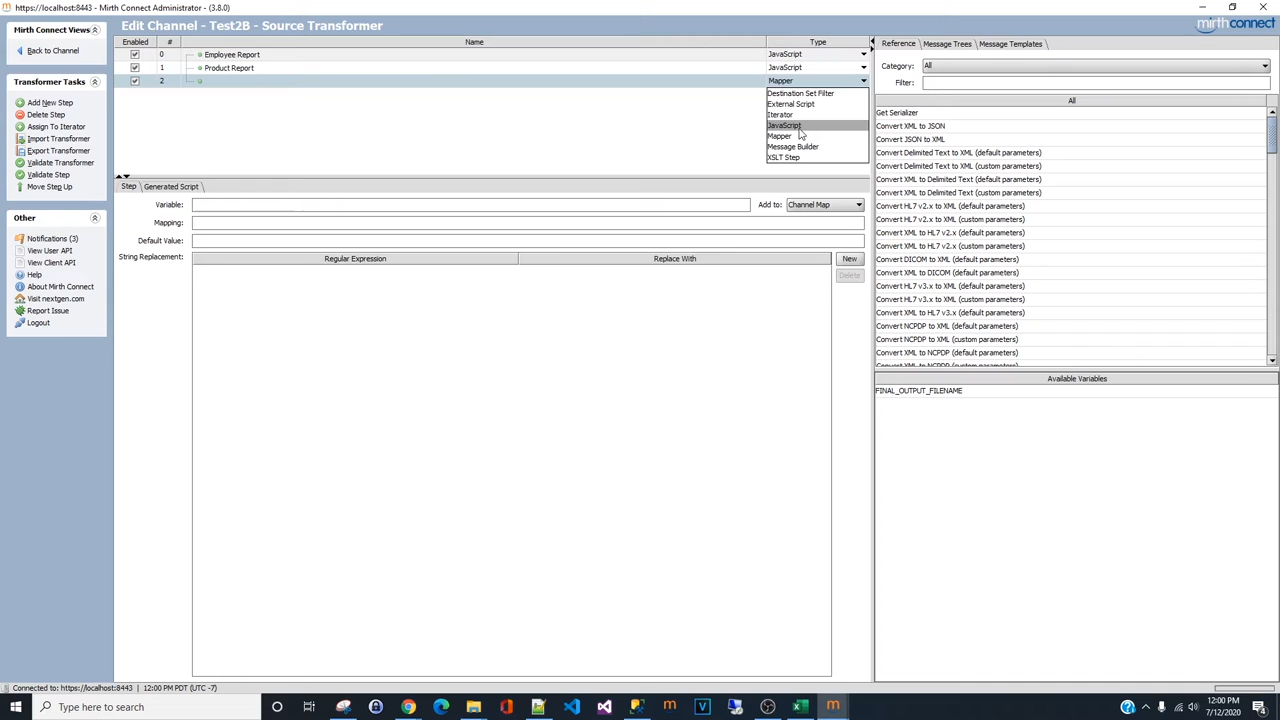 https://localhost:8443 - Mirth Connect Administrator - (3.8.0)
Mirth Connect Views
Back to Channel
Transformer Tasks
Add New Step
Delete Step
Assign To Iterator
Import Transformer
Export Transformer
Validate Transformer
Validate Step
Move Step Up
Other
Notifications (3)
View User API
View Client API
Help
About Mirth Connect
Visit nextgen.com
Report Issue
Logout
Edit Channel - Test2B - Source Transformer
mirthconnect
Enabled # Name Type
0 Employee Report JavaScript
1 Product Report JavaScript
2 Mapper
Destination Set Filter
External Script
Iterator
JavaScript
Mapper
Message Builder
XSLT Step
Step Generated Script
Variable: Add to: Channel Map
Mapping:
Default Value:
String Replacement: Regular Expression Replace With New
Delete
Reference Message Trees Message Templates
Category: All
Filter:
All
Get Serializer
Convert XML to JSON
Convert JSON to XML
Convert Delimited Text to XML (default parameters)
Convert Delimited Text to XML (custom parameters)
Convert XML to Delimited Text (default parameters)
Convert XML to Delimited Text (custom parameters)
Convert HL7 v2.x to XML (default parameters)
Convert HL7 v2.x to XML (custom parameters)
Convert XML to HL7 v2.x (default parameters)
Convert XML to HL7 v2.x (custom parameters)
Convert DICOM to XML (default parameters)
Convert XML to DICOM (default parameters)
Convert HL7 v3.x to XML (default parameters)
Convert HL7 v3.x to XML (custom parameters)
Convert XML to HL7 v3.x (default parameters)
Convert NCPDP to XML (default parameters)
Convert NCPDP to XML (custom parameters)
Convert XML to NCPDP (default parameters)
Convert XML to NCPDP (custom parameters)
Available Variables
FINAL_OUTPUT_FILENAME
Connected to: https://localhost:8443 | 12:00 PM PDT (UTC -7)
Type here to search
12:00 PM
7/12/2020